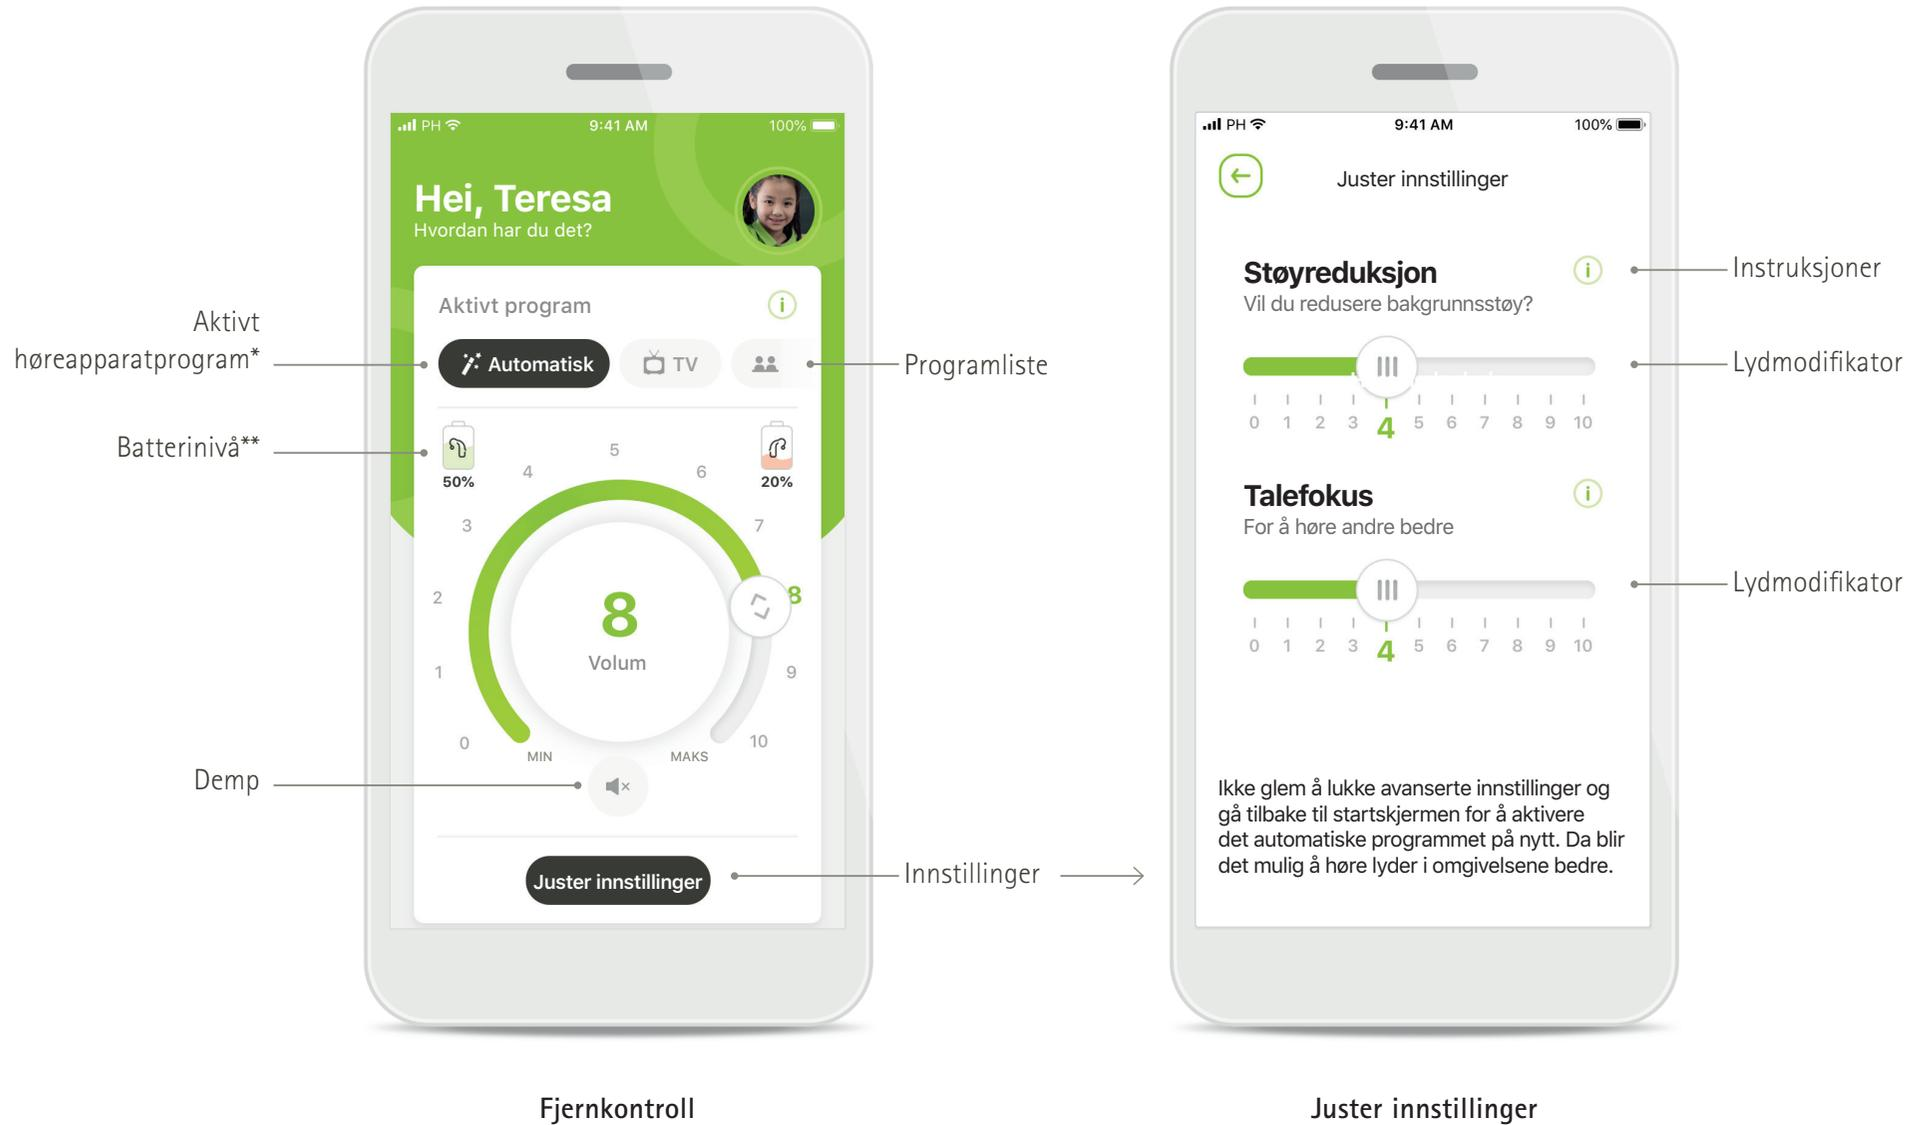 PH 9:41 AM 100%
Hei, Teresa
Hvordan har du det?
Aktivt program
Automatisk TV
50% 20%
0 1 2 3 4 5 6 7 8 9 10
8
Volum
MIN MAKS
Juster innstillinger
Aktivt
høreapparatprogram*
Batterinivå**
Demp
Programliste
Innstillinger
Fjernkontroll
PH 9:41 AM 100%
Juster innstillinger
Støyreduksjon
Vil du redusere bakgrunnsstøy?
0 1 2 3 4 5 6 7 8 9 10
Talefokus
For å høre andre bedre
0 1 2 3 4 5 6 7 8 9 10
Ikke glem å lukke avanserte innstillinger og
gå tilbake til startskjermen for å aktivere
det automatiske programmet på nytt. Da blir
det mulig å høre lyder i omgivelsene bedre.
Instruksjoner
Lydmodifikator
Lydmodifikator
Juster innstillinger